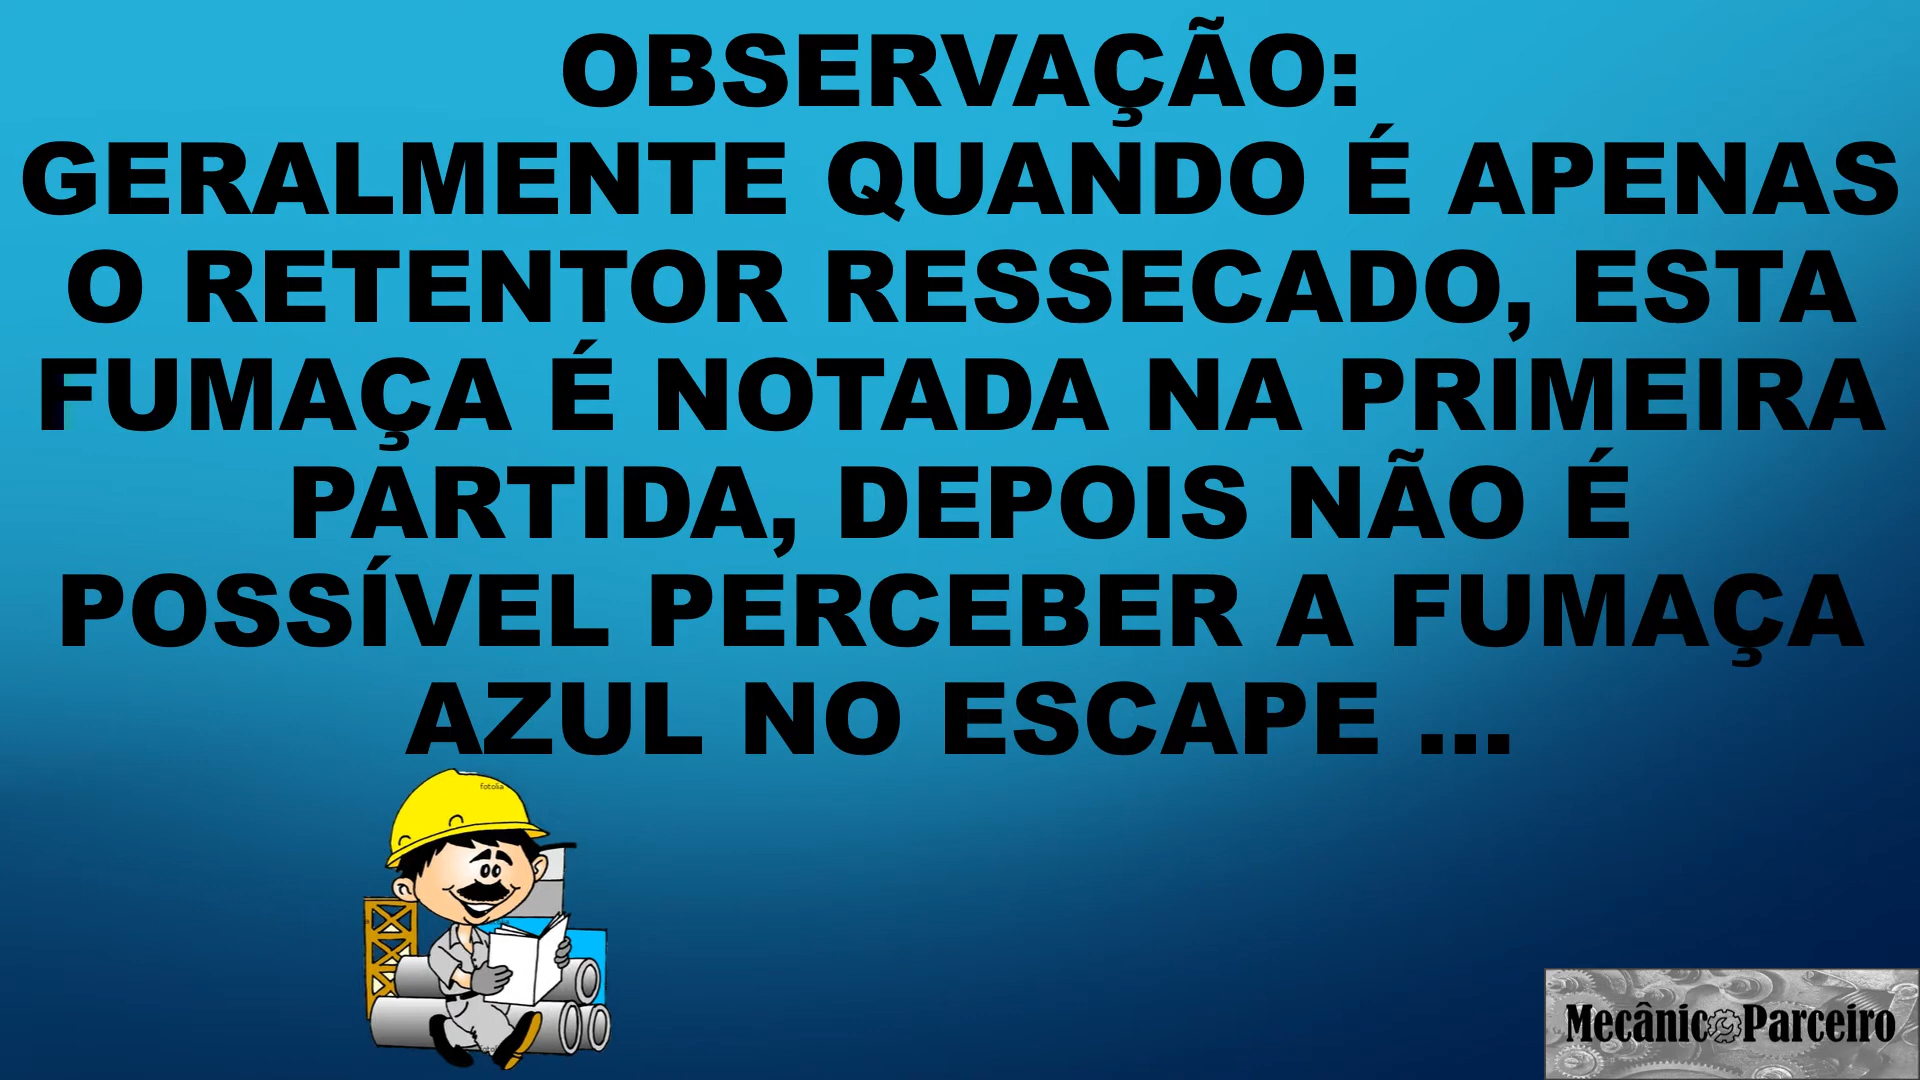 OBSERVAÇÃO:
GERALMENTE QUANDO É APENAS
O RETENTOR RESSECADO, ESTA
FUMAÇA É NOTADA NA PRIMEIRA
PARTIDA, DEPOIS NÃO É
POSSÍVEL PERCEBER A FUMAÇA
AZUL NO ESCAPE ...
fotolia
Mecânico Parceiro